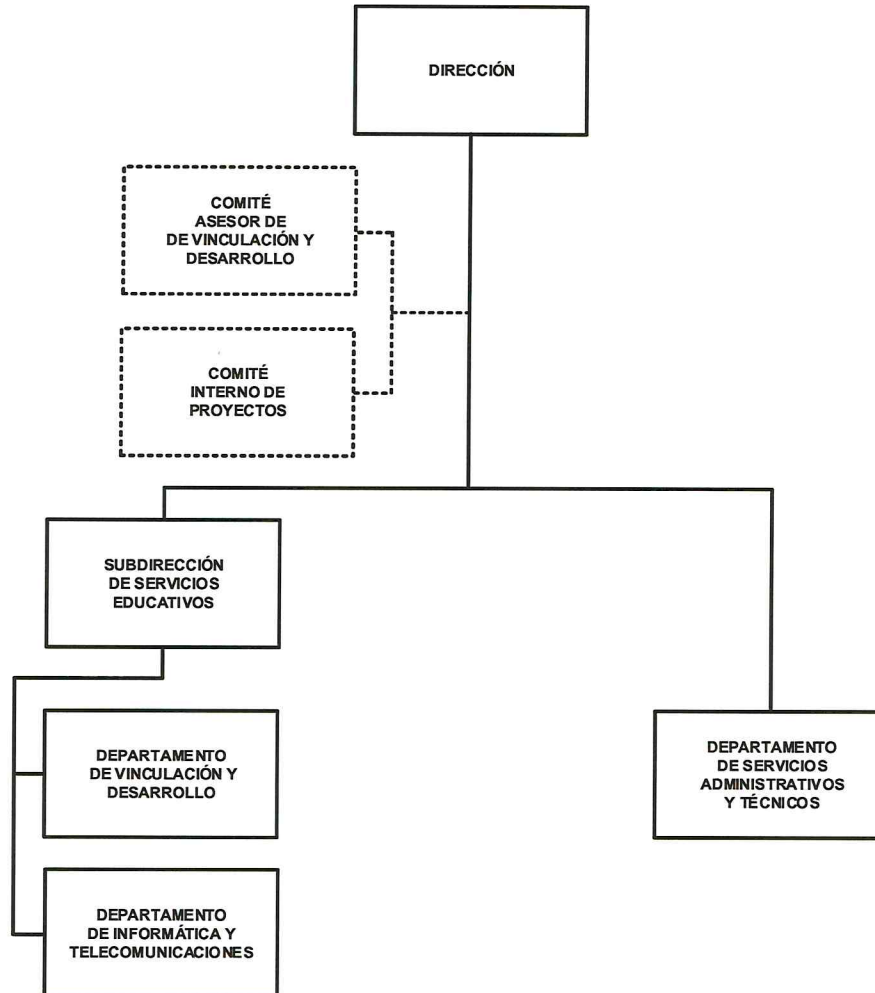 DIRECCIÓN
COMITÉ
ASESOR DE
DE VINCULACIÓN Y
DESARROLLO
COMITÉ
INTERNO DE
PROYECTOS
SUBDIRECCIÓN
DE SERVICIOS
EDUCATIVOS
DEPARTAMENTO
DE VINCULACIÓN Y
DESARROLLO
DEPARTAMENTO
DE SERVICIOS
ADMINISTRATIVOS
Y TÉCNICOS
DEPARTAMENTO
DE INFORMÁTICA Y
TELECOMUNICACIONES